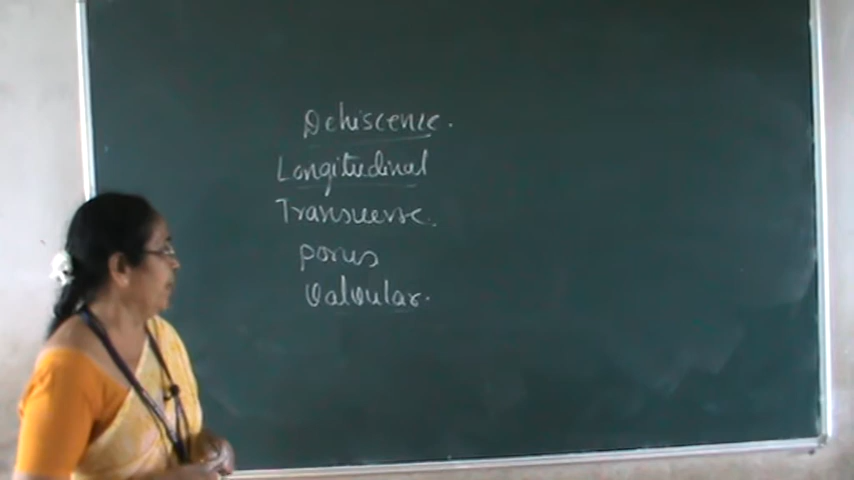 Dehiscence.
Longitudinal
Transverse.
Porus
Valvular.